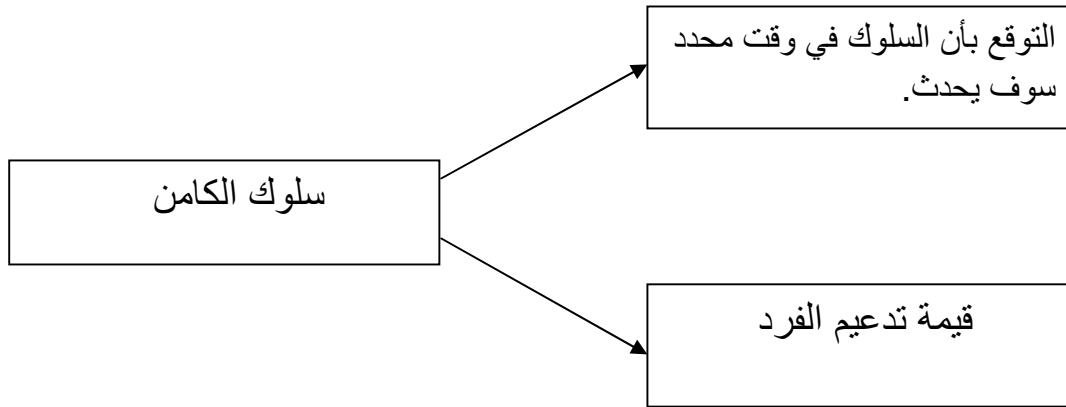 التوقع بأن السلوك في وقت محدد
سوف يحدث.
سلوك الكامن
قيمة تدعيم الفرد